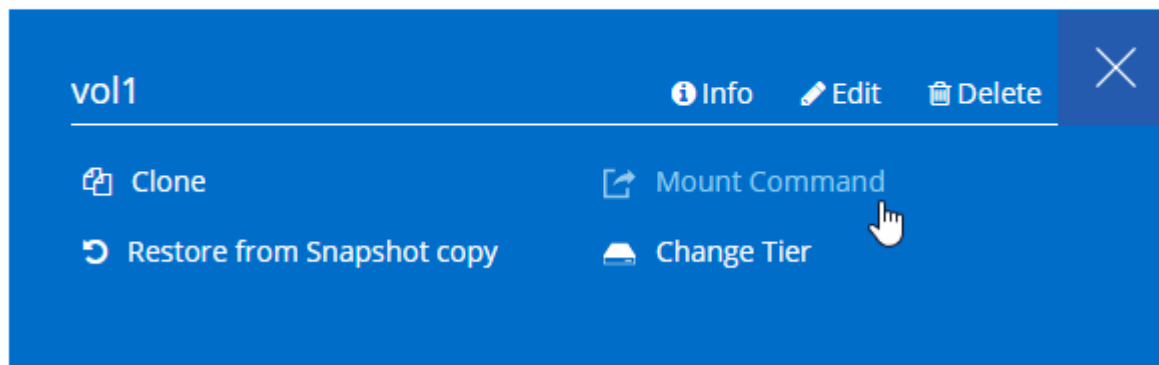 vol1 Info Edit Delete
Clone Mount Command
Restore from Snapshot copy Change Tier